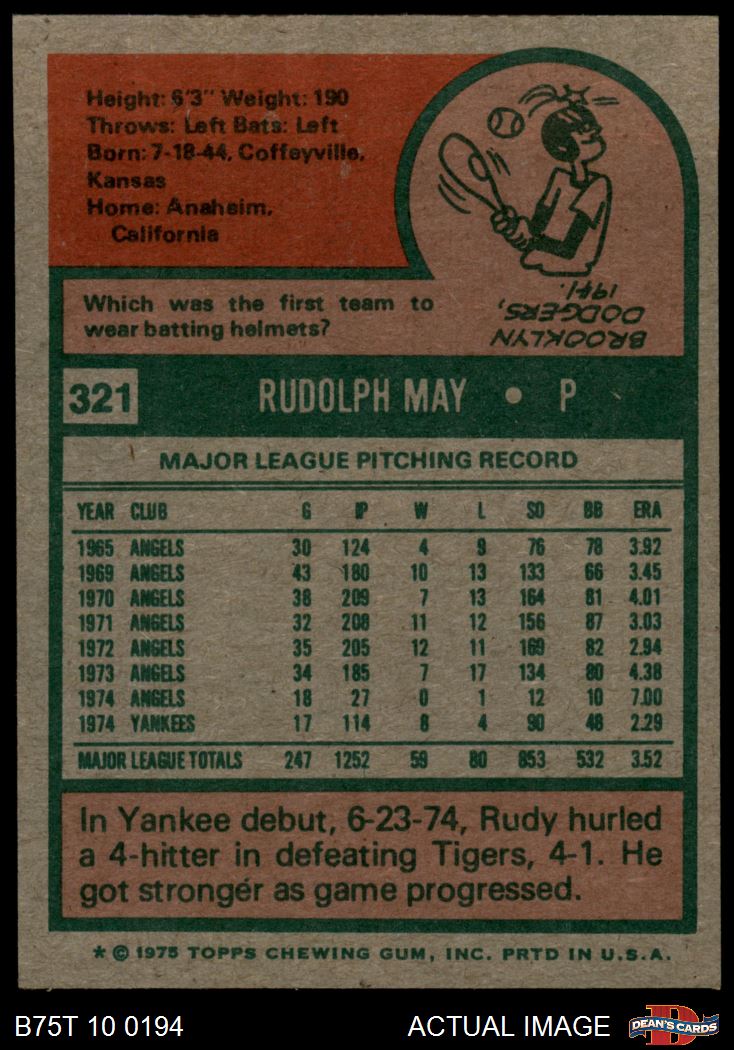 Height: 6'3" Weight: 190
Throws: Left Bats: Left
Born: 7-18-44, Coffeyville,
Kansas
Home: Anaheim,
California
Which was the first team to
wear batting helmets?
BROOKLYN
DODGERS,
1941.
321 RUDOLPH MAY • P
MAJOR LEAGUE PITCHING RECORD
YEAR CLUB G IP W L SO BB ERA
1965 ANGELS 30 124 4 9 76 78 3.92
1969 ANGELS 43 180 10 13 133 66 3.45
1970 ANGELS 38 209 7 13 164 81 4.01
1971 ANGELS 32 208 11 12 156 87 3.03
1972 ANGELS 35 205 12 11 169 82 2.94
1973 ANGELS 34 185 7 17 134 80 4.38
1974 ANGELS 18 27 0 1 12 10 7.00
1974 YANKEES 17 114 8 4 90 48 2.29
MAJOR LEAGUE TOTALS 247 1252 59 80 853 532 3.52
In Yankee debut, 6-23-74, Rudy hurled
a 4-hitter in defeating Tigers, 4-1. He
got stronger as game progressed.
* © 1975 TOPPS CHEWING GUM, INC. PRTD IN U.S.A.
B75T 10 0194 ACTUAL IMAGE D DEAN'S CARDS